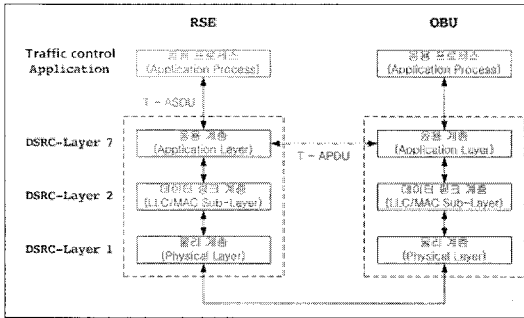 RSE
OBU
Traffic control
Application
응용 프로세스
(Application Process)
응용 프로세스
(Application Process)
T - ASDU
DSRC-Layer 7
응용 계층
(Application Layer)
T - APDU
응용 계층
(Application Layer)
DSRC-Layer 2
데이터 링크 계층
(LLC/MAC Sub-Layer)
데이터 링크 계층
(LLC/MAC Sub-Layer)
DSRC-Layer 1
물리 계층
(Physical Layer)
물리 계층
(Physical Layer)